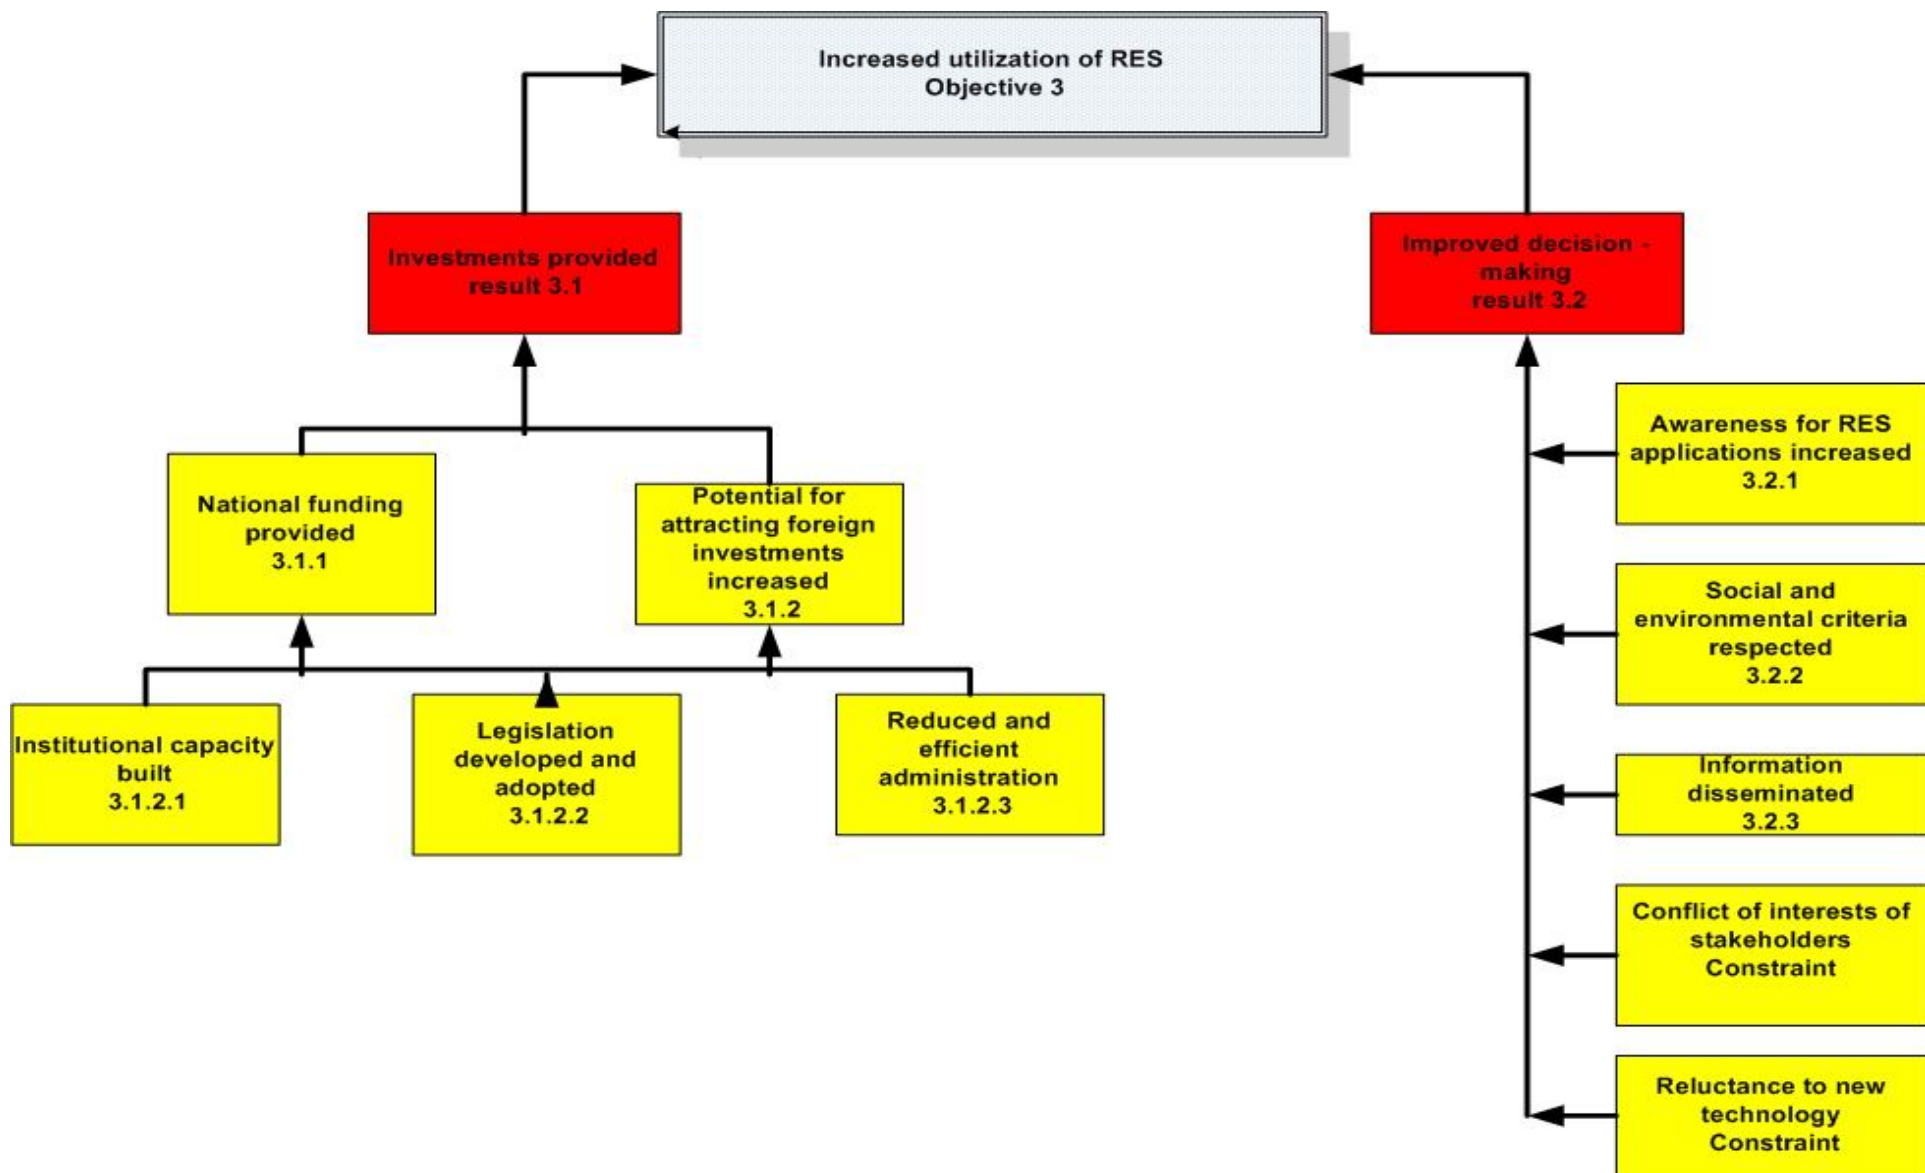 Increased utilization of RES
Objective 3
Investments provided
result 3.1
Improved decision -
making
result 3.2
National funding
provided
3.1.1
Potential for
attracting foreign
investments
increased
3.1.2
Institutional capacity
built
3.1.2.1
Legislation
developed and
adopted
3.1.2.2
Reduced and
efficient
administration
3.1.2.3
Awareness for RES
applications increased
3.2.1
Social and
environmental criteria
respected
3.2.2
Information
disseminated
3.2.3
Conflict of interests of
stakeholders
Constraint
Reluctance to new
technology
Constraint